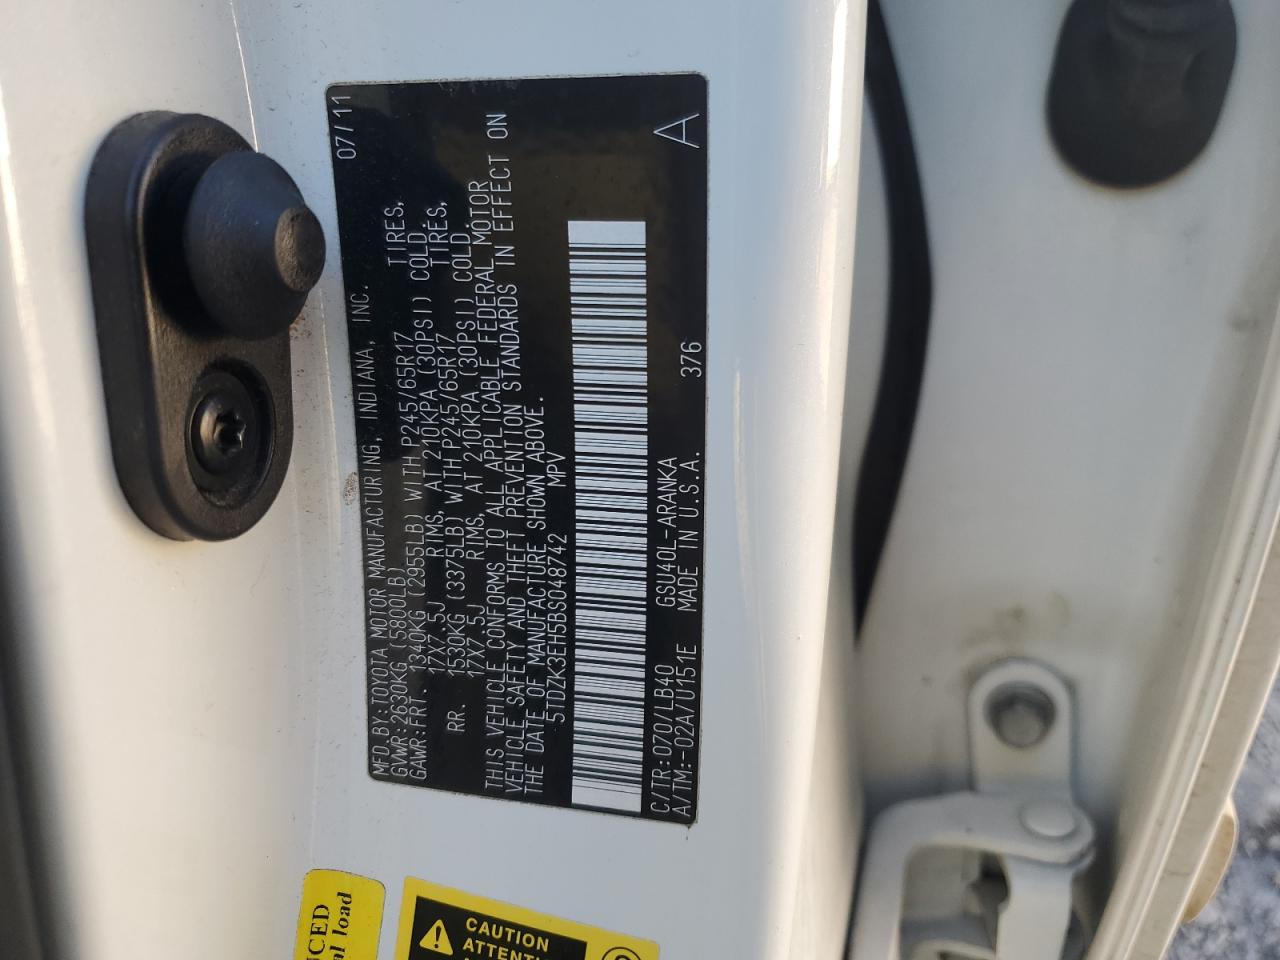 MFD.BY:TOYOTA MOTOR MANUFACTURING, INDIANA, INC. 07/11
GVWR:2630KG (5800LB)
GAWR:FRT. 1340KG (2955LB) WITH P245/65R17 TIRES,
17X7.5J RIMS, AT 210KPA (30PSI) COLD.
RR. 1530KG (3375LB) WITH P245/65R17 TIRES,
17X7.5J RIMS, AT 210KPA (30PSI) COLD.
THIS VEHICLE CONFORMS TO ALL APPLICABLE FEDERAL MOTOR
VEHICLE SAFETY AND THEFT PREVENTION STANDARDS IN EFFECT ON
THE DATE OF MANUFACTURE SHOWN ABOVE.
5TDZK3EH5BS048742 MPV
C/TR:070/LB40 GSU40L-ARANKA A
A/TM:-02A/U151E MADE IN U.S.A. 376
load
CAUTION